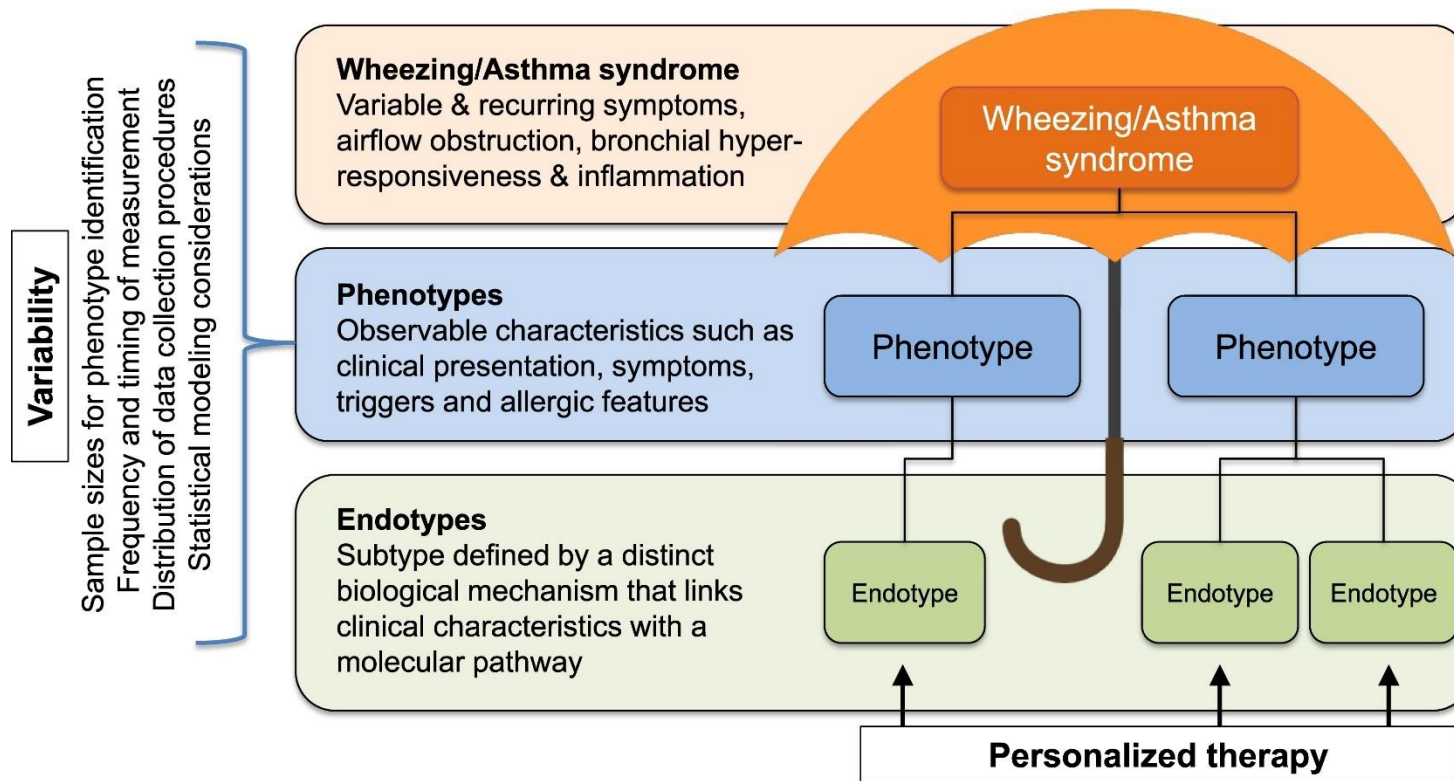 Variability
Sample sizes for phenotype identification
Frequency and timing of measurement
Distribution of data collection procedures
Statistical modeling considerations
Wheezing/Asthma syndrome
Variable & recurring symptoms,
airflow obstruction, bronchial hyper-
responsiveness & inflammation
Wheezing/Asthma
syndrome
Phenotypes
Observable characteristics such as
clinical presentation, symptoms,
triggers and allergic features
Phenotype
Phenotype
Endotypes
Subtype defined by a distinct
biological mechanism that links
clinical characteristics with a
molecular pathway
Endotype
Endotype
Endotype
Personalized therapy